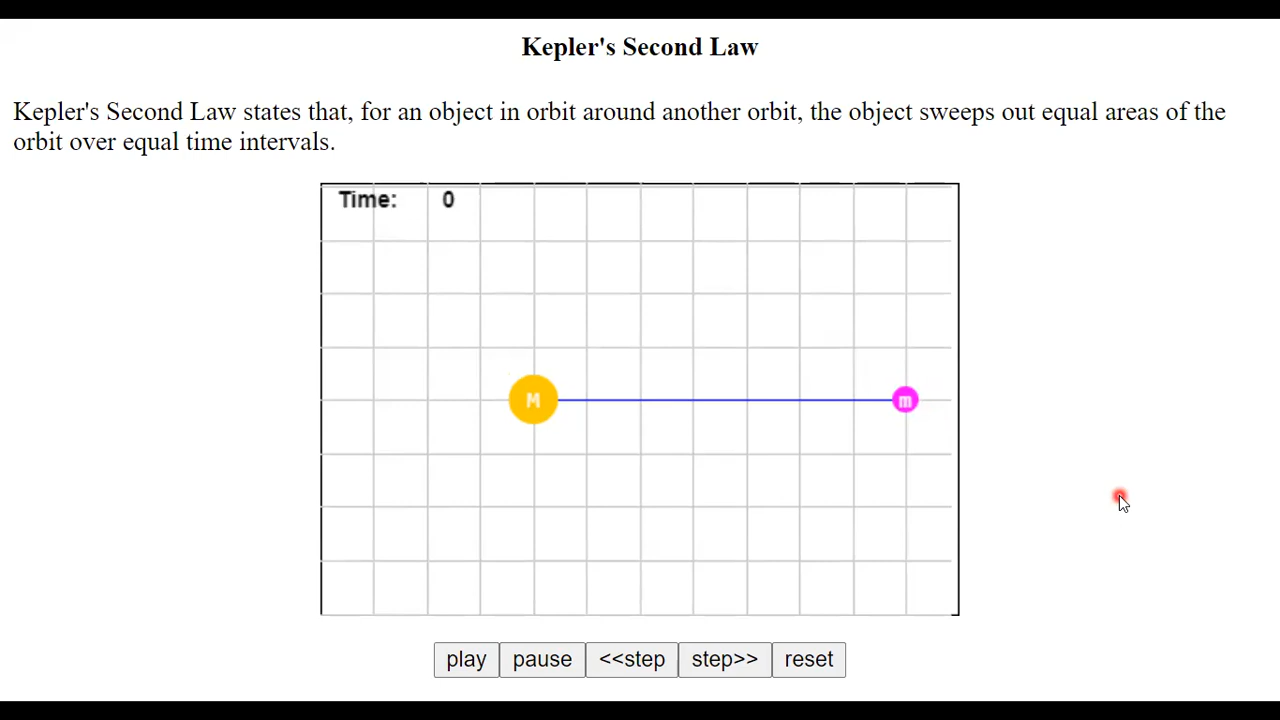 Kepler's Second Law
Kepler's Second Law states that, for an object in orbit around another orbit, the object sweeps out equal areas of the
orbit over equal time intervals.
Time: 0
M m
play pause <<step step>> reset